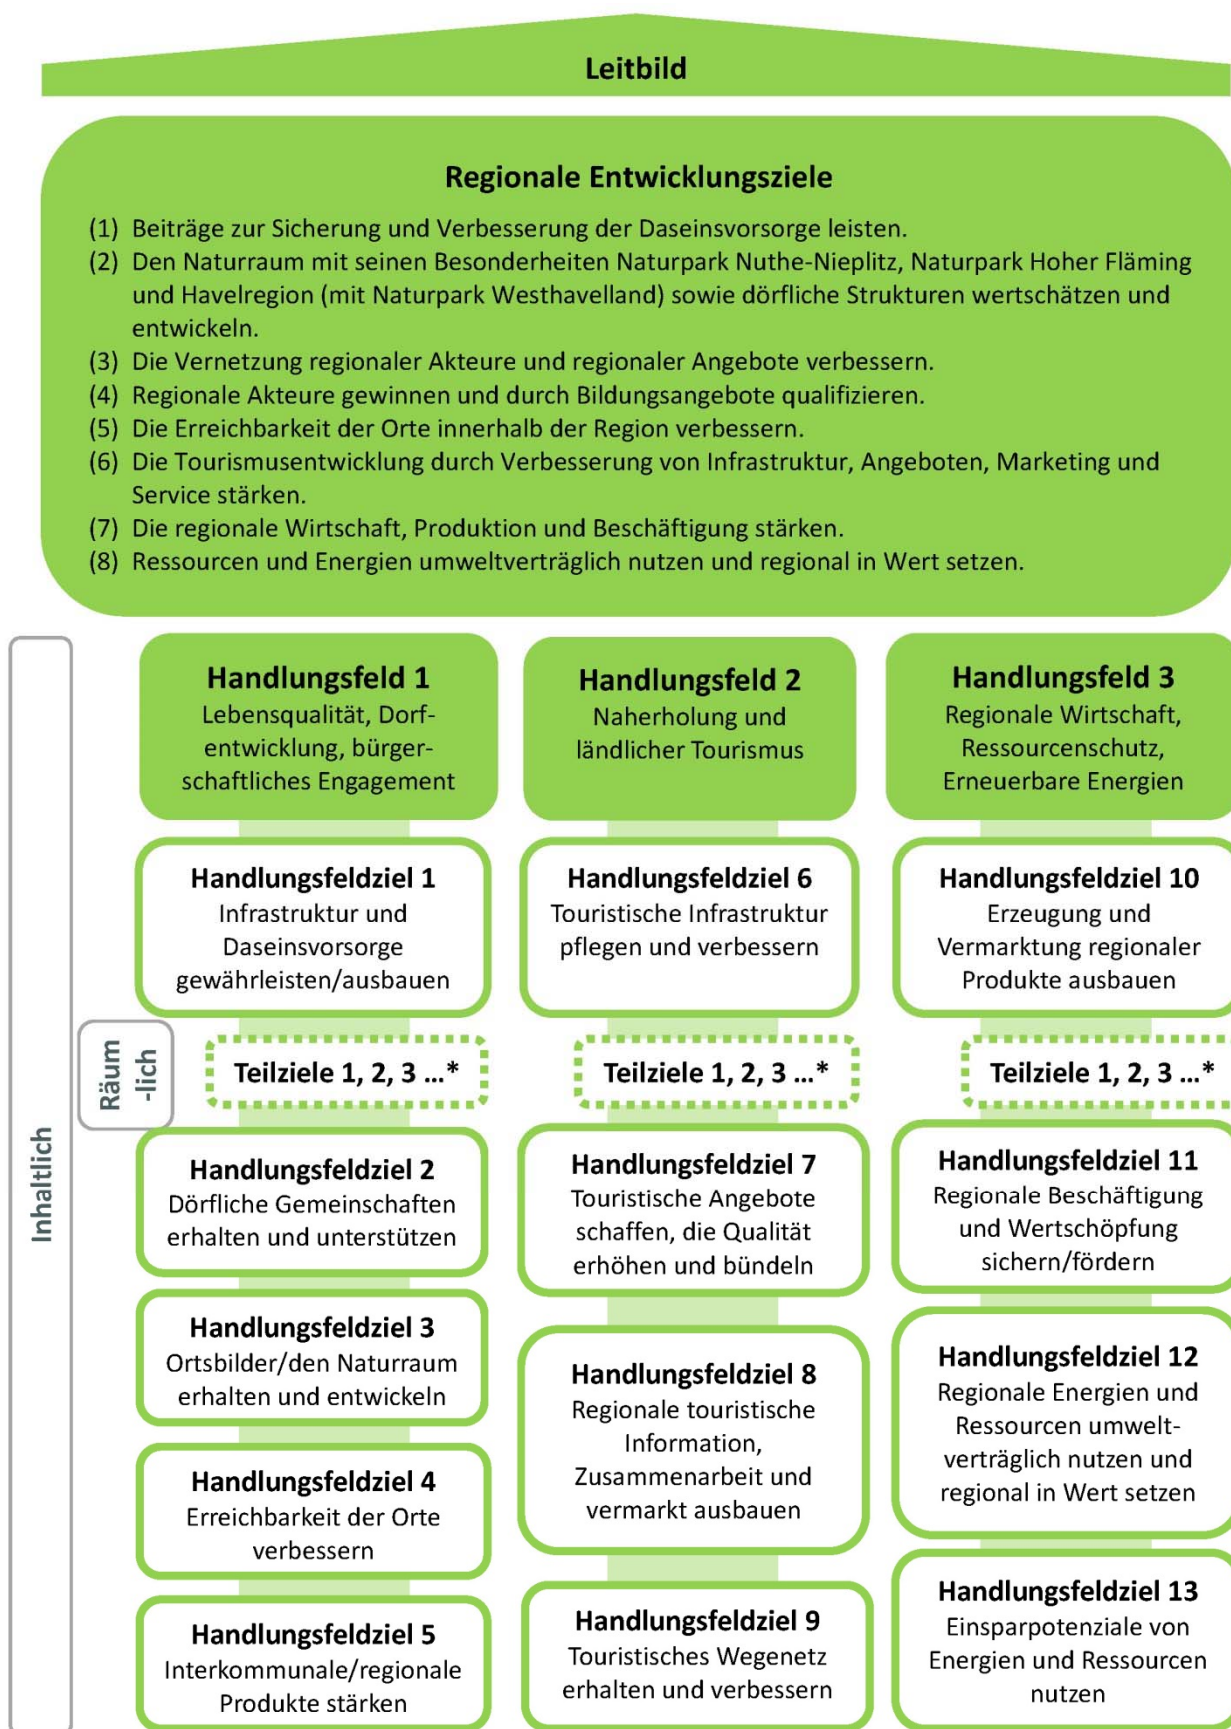 Leitbild
Regionale Entwicklungsziele
(1) Beiträge zur Sicherung und Verbesserung der Daseinsvorsorge leisten.
(2) Den Naturraum mit seinen Besonderheiten Naturpark Nuthe-Nieplitz, Naturpark Hoher Fläming
und Havelregion (mit Naturpark Westhavelland) sowie dörfliche Strukturen wertschätzen und
entwickeln.
(3) Die Vernetzung regionaler Akteure und regionaler Angebote verbessern.
(4) Regionale Akteure gewinnen und durch Bildungsangebote qualifizieren.
(5) Die Erreichbarkeit der Orte innerhalb der Region verbessern.
(6) Die Tourismusentwicklung durch Verbesserung von Infrastruktur, Angeboten, Marketing und
Service stärken.
(7) Die regionale Wirtschaft, Produktion und Beschäftigung stärken.
(8) Ressourcen und Energien umweltverträglich nutzen und regional in Wert setzen.
Inhaltlich
Räum
-lich
Handlungsfeld 1
Lebensqualität, Dorf-
entwicklung, bürger-
schaftliches Engagement
Handlungsfeldziel 1
Infrastruktur und
Daseinsvorsorge
gewährleisten/ausbauen
Teilziele 1, 2, 3 ...*
Handlungsfeldziel 2
Dörfliche Gemeinschaften
erhalten und unterstützen
Handlungsfeldziel 3
Ortsbilder/den Naturraum
erhalten und entwickeln
Handlungsfeldziel 4
Erreichbarkeit der Orte
verbessern
Handlungsfeldziel 5
Interkommunale/regionale
Produkte stärken
Handlungsfeld 2
Naherholung und
ländlicher Tourismus
Handlungsfeldziel 6
Touristische Infrastruktur
pflegen und verbessern
Teilziele 1, 2, 3 ...*
Handlungsfeldziel 7
Touristische Angebote
schaffen, die Qualität
erhöhen und bündeln
Handlungsfeldziel 8
Regionale touristische
Information,
Zusammenarbeit und
vermarkt ausbauen
Handlungsfeldziel 9
Touristisches Wegenetz
erhalten und verbessern
Handlungsfeld 3
Regionale Wirtschaft,
Ressourcenschutz,
Erneuerbare Energien
Handlungsfeldziel 10
Erzeugung und
Vermarktung regionaler
Produkte ausbauen
Teilziele 1, 2, 3 ...*
Handlungsfeldziel 11
Regionale Beschäftigung
und Wertschöpfung
sichern/fördern
Handlungsfeldziel 12
Regionale Energien und
Ressourcen umwelt-
verträglich nutzen und
regional in Wert setzen
Handlungsfeldziel 13
Einsparpotenziale von
Energien und Ressourcen
nutzen